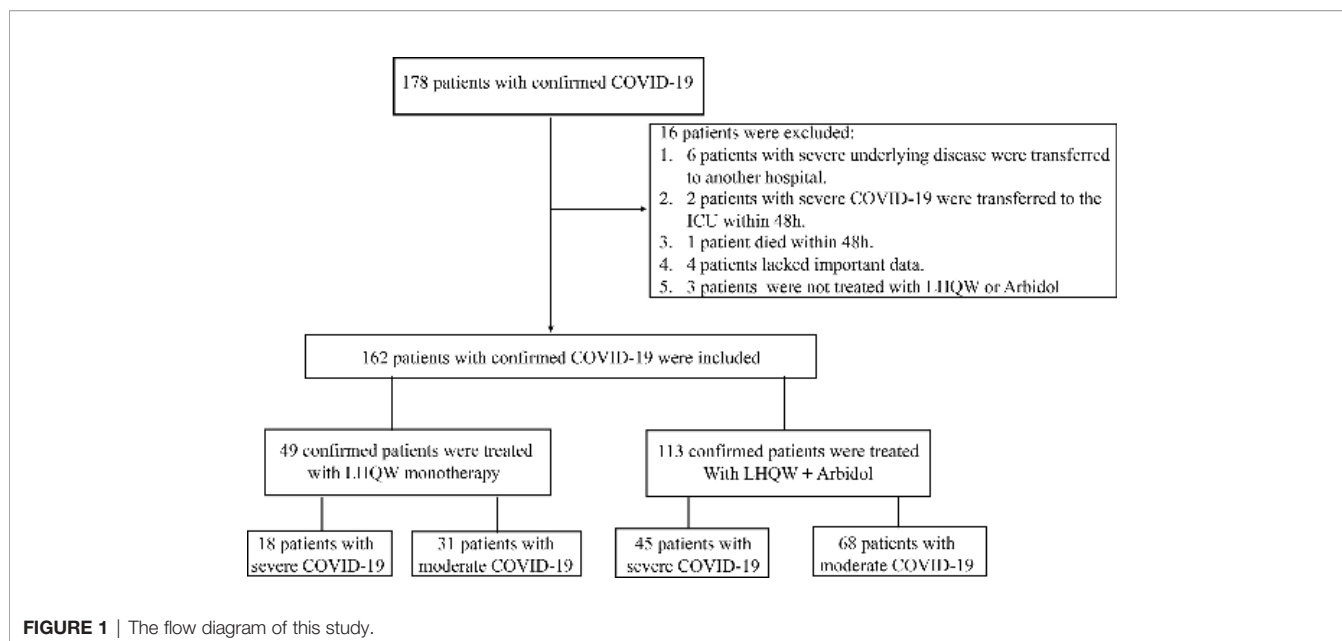 178 patients with confirmed COVID-19
16 patients were excluded:
1. 6 patients with severe underlying disease were transferred
to another hospital.
2. 2 patients with severe COVID-19 were transferred to the
ICU within 48h.
3. 1 patient died within 48h.
4. 4 patients lacked important data.
5. 3 patients were not treated with LHQW or Arbidol
162 patients with confirmed COVID-19 were included
49 confirmed patients were treated
with LHQW monotherapy
113 confirmed patients were treated
With LHQW + Arbidol
18 patients with
severe COVID-19
31 patients with
moderate COVID-19
45 patients with
severe COVID-19
68 patients with
moderate COVID-19
FIGURE 1 | The flow diagram of this study.